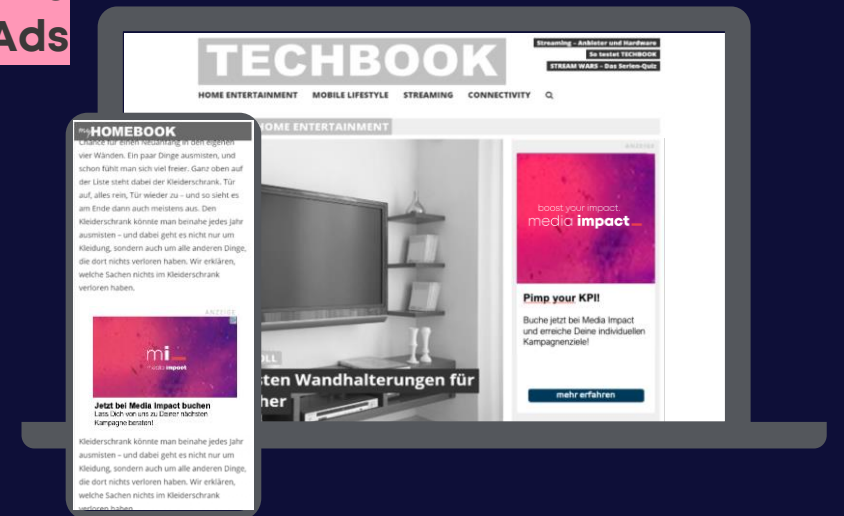 Ads
TECHBOOK
Streaming - Anbieter und Hardware
So testet TECHBOOK
STREAM WARS - Das Serien-Quiz
HOME ENTERTAINMENT MOBILE LIFESTYLE STREAMING CONNECTIVITY
HOME ENTERTAINMENT
ANZEIGE
boost your impact.
media impact_
Pimp your KPI!
Buche jetzt bei Media Impact
und erreiche Deine individuellen
Kampagnenziele!
mehr erfahren
sten Wandhalterungen für
her
myHOMEBOOK
Chance für einen Neuanfang in den eigenen
vier Wänden. Ein paar Dinge ausmisten, und
schon fühlt man sich viel freier. Ganz oben auf
der Liste steht dabei der Kleiderschrank. Tür
auf, alles rein, Tür wieder zu – und so sieht es
am Ende dann auch meistens aus. Den
Kleiderschrank könnte man beinahe jedes Jahr
ausmisten – und dabei geht es nicht nur um
Kleidung, sondern auch um alle anderen Dinge,
die dort nichts verloren haben. Wir erklären,
welche Sachen nichts im Kleiderschrank
verloren haben.
ANZEIGE
mi_
media impact
Jetzt bei Media Impact buchen
Lass Dich von uns zu Deiner nächsten
Kampagne beraten!
Kleiderschrank könnte man beinahe jedes Jahr
ausmisten – und dabei geht es nicht nur um
Kleidung, sondern auch um alle anderen Dinge,
die dort nichts verloren haben. Wir erklären,
welche Sachen nichts im Kleiderschrank
verloren haben.